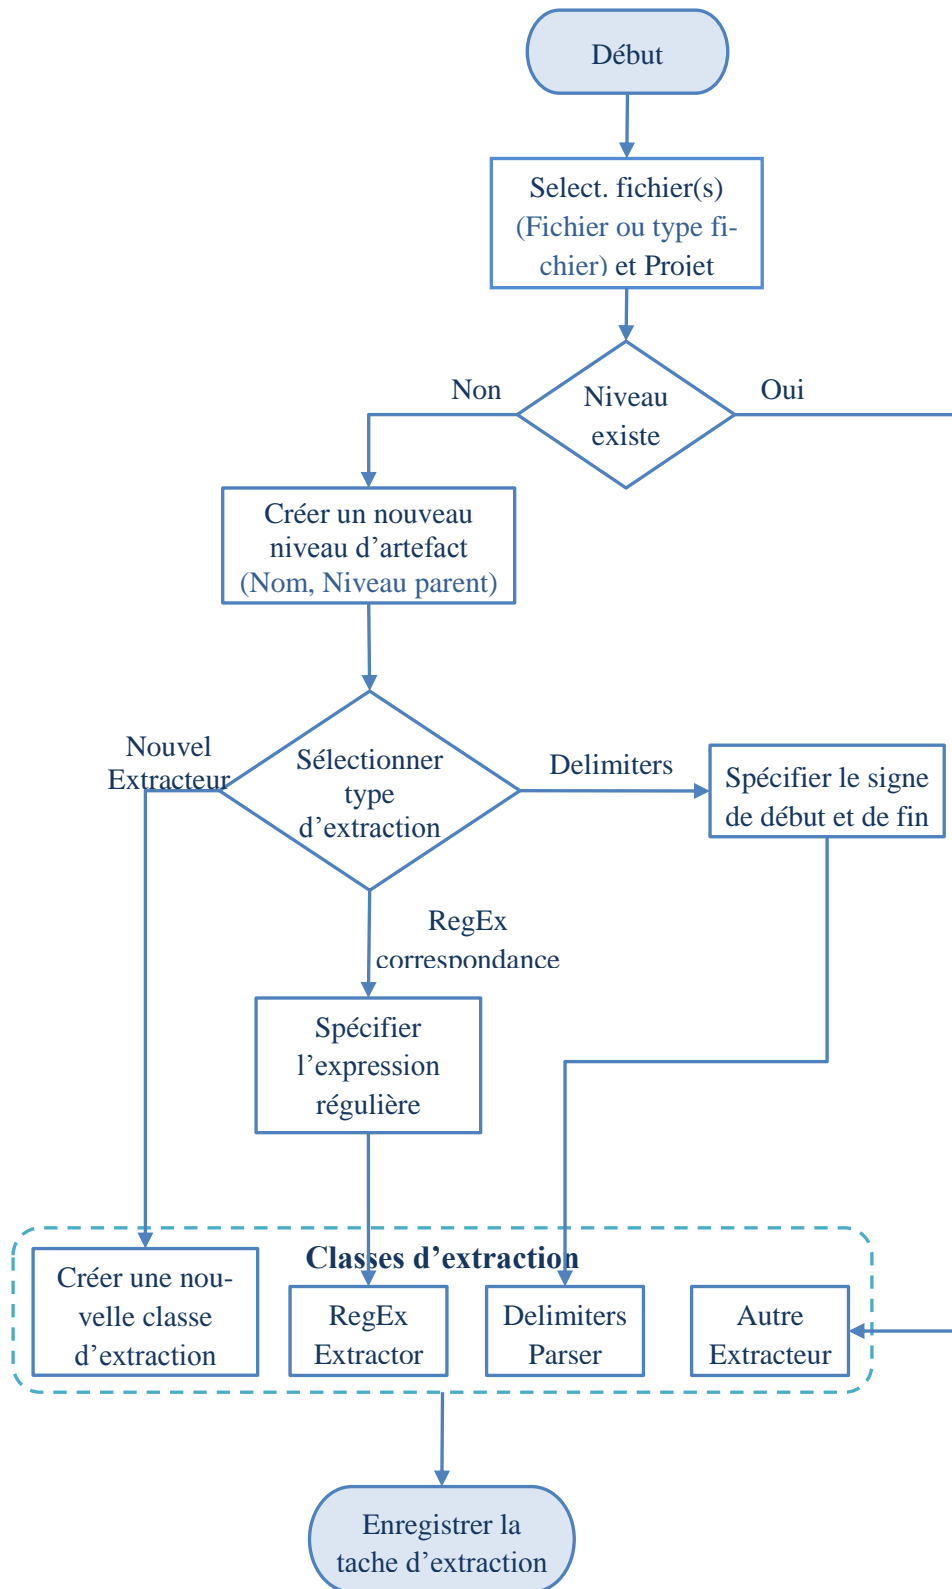 Début
Select. fichier(s)
(Fichier ou type fi-
chier) et Projet
Non
Niveau
existe
Oui
Créer un nouveau
niveau d’artefact
(Nom, Niveau parent)
Nouvel
Extracteur
Sélectionner
type
d’extraction
Delimiters
Spécifier le signe
de début et de fin
RegEx
correspondance
Spécifier
l’expression
régulière
Classes d’extraction
Créer une nou-
velle classe
d’extraction
RegEx
Extractor
Delimiters
Parser
Autre
Extracteur
Enregistrer la
tache d’extraction